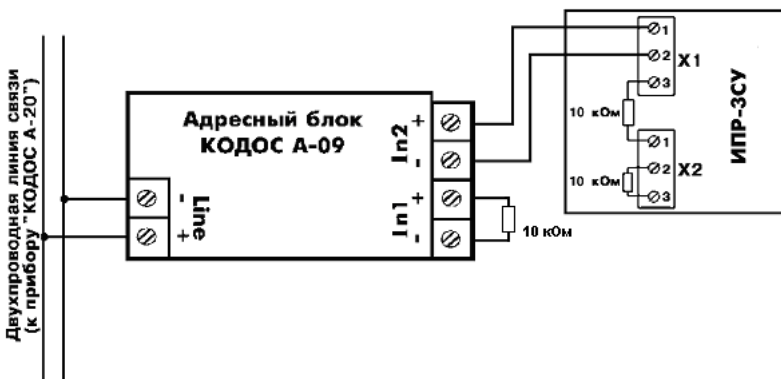 Двухпроводная линия связи
(к прибору "КОДОС А-20")
Адресный блок
КОДОС А-09
-
+
Line
In2
+
-
In1
+
-
10 кОм
1
2
3
X1
10 кОм
1
2
3
X2
10 кОм
ИПР-3СУ